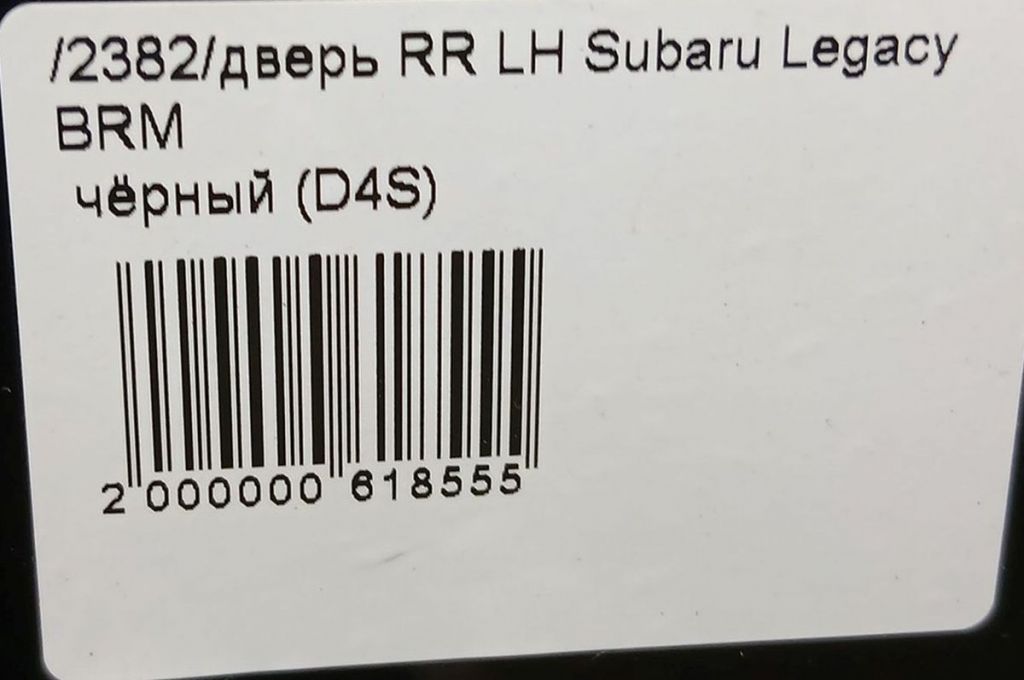 /2382/дверь RR LH Subaru Legacy
BRM
чёрный (D4S)
2 000000 618555